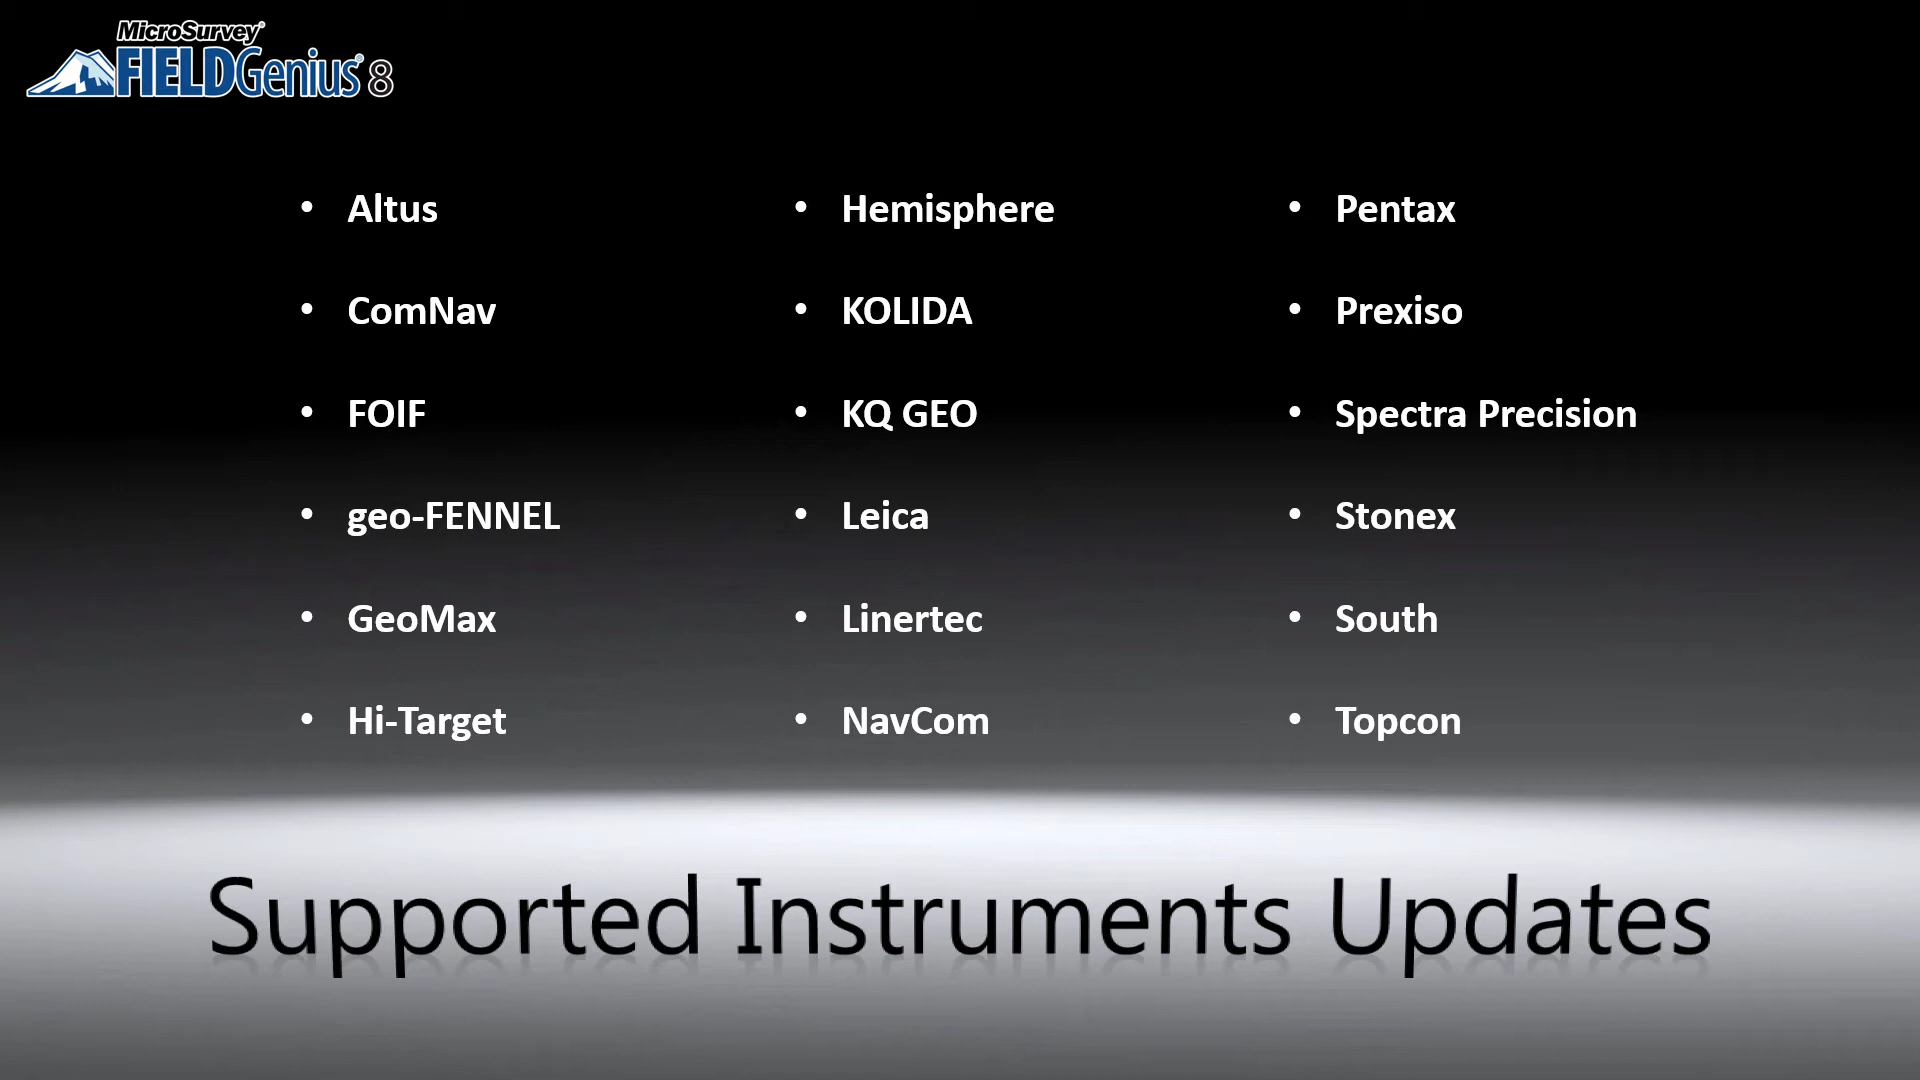 MicroSurvey®
FIELDGenius® 8
• Altus
• ComNav
• FOIF
• geo-FENNEL
• GeoMax
• Hi-Target
• Hemisphere
• KOLIDA
• KQ GEO
• Leica
• Linertec
• NavCom
• Pentax
• Prexiso
• Spectra Precision
• Stonex
• South
• Topcon
Supported Instruments Updates